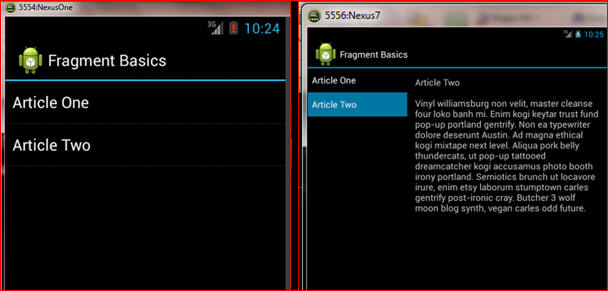 5554:NexusOne
3G 10:24
Fragment Basics
Article One
Article Two
5556:Nexus7
3G 10:25
Fragment Basics
Article One
Article Two
Article Two
Vinyl williamsburg non velit, master cleanse
four loko banh mi. Enim kogi keytar trust fund
pop-up portland gentrify. Non ea typewriter
dolore deserunt Austin. Ad magna ethical
kogi mixtape next level. Aliqua pork belly
thundercats, ut pop-up tattooed
dreamcatcher kogi accusamus photo booth
irony portland. Semiotics brunch ut locavore
irure, enim etsy laborum stumptown carles
gentrify post-ironic cray. Butcher 3 wolf
moon blog synth, vegan carles odd future.